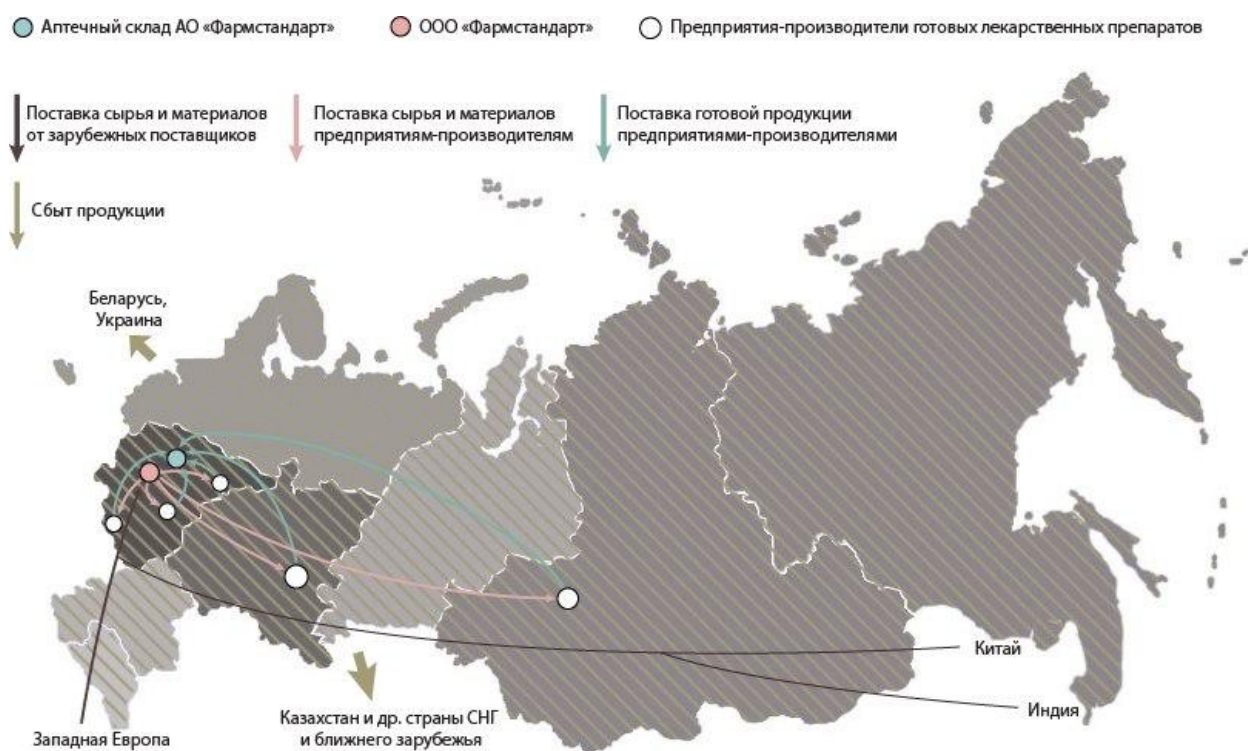 Аптечный склад АО «Фармстандарт»
ООО «Фармстандарт»
Предприятия-производители готовых лекарственных препаратов
Поставка сырья и материалов
от зарубежных поставщиков
Поставка сырья и материалов
предприятиям-производителям
Поставка готовой продукции
предприятиями-производителями
Сбыт продукции
Беларусь,
Украина
Китай
Индия
Западная Европа
Казахстан и др. страны СНГ
и ближнего зарубежья